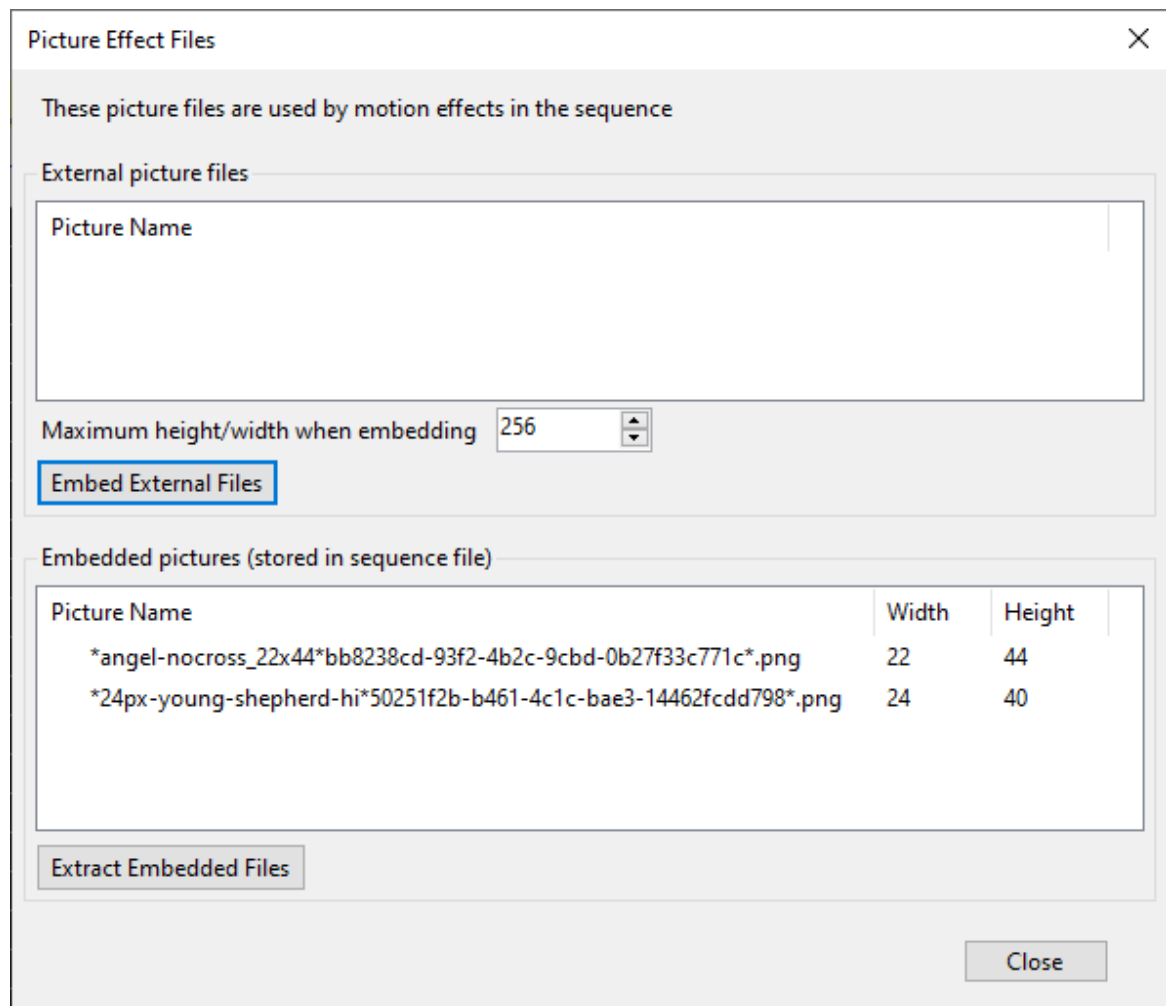 Picture Effect Files
These picture files are used by motion effects in the sequence
External picture files
Picture Name
Maximum height/width when embedding 256
Embed External Files
Embedded pictures (stored in sequence file)
Picture Name Width Height
*angel-nocross_22x44*bb8238cd-93f2-4b2c-9cbd-0b27f33c771c*.png 22 44
*24px-young-shepherd-hi*50251f2b-b461-4c1c-bae3-14462fcdd798*.png 24 40
Extract Embedded Files
Close